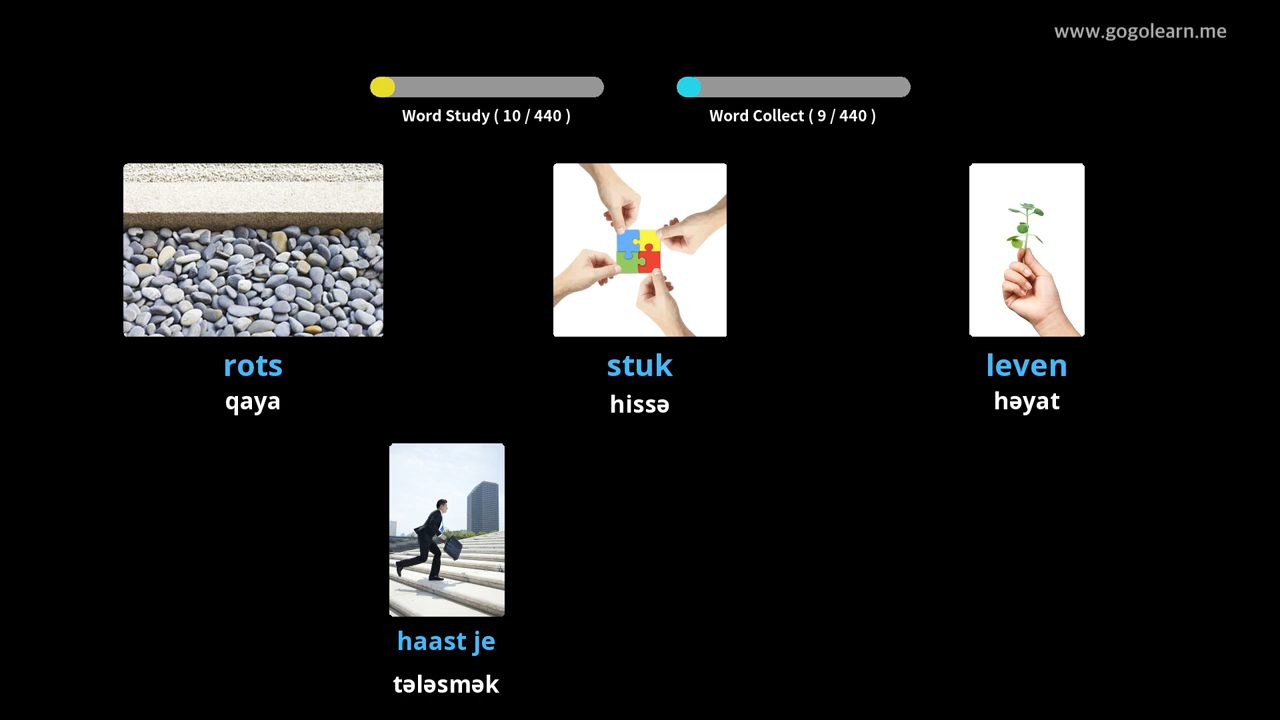 www.gogolearn.me
Word Study ( 10 / 440 )
Word Collect ( 9 / 440 )
rots
qaya
stuk
hissə
leven
həyat
haast je
tələsmək